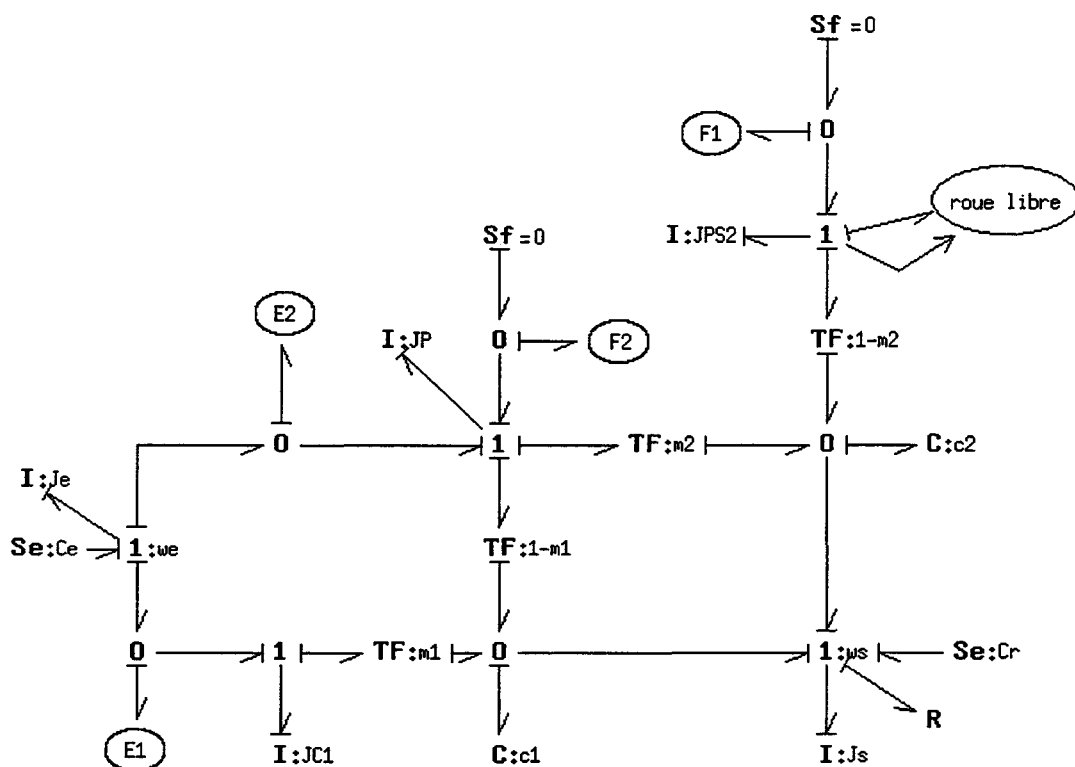 Sf =0
F1 0
roue libre
I:JPS2 1
Sf =0
E2
I:JP 0 F2 TF:1-m2
0 1 TF:m2 0 C:c2
I:Je
Se:Ce 1:we TF:1-m1
0 1 TF:m1 0 1:ws Se:Cr
R
E1 I:JC1 C:c1 I:Js